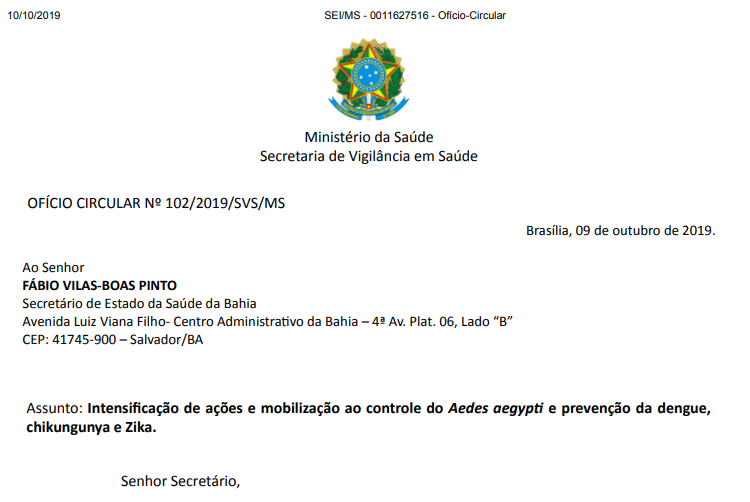 10/10/2019 SEI/MS - 0011627516 - Ofício-Circular
Ministério da Saúde
Secretaria de Vigilância em Saúde
OFÍCIO CIRCULAR Nº 102/2019/SVS/MS
Brasília, 09 de outubro de 2019.
Ao Senhor
FÁBIO VILAS-BOAS PINTO
Secretário de Estado da Saúde da Bahia
Avenida Luiz Viana Filho- Centro Administrativo da Bahia – 4ª Av. Plat. 06, Lado “B”
CEP: 41745-900 – Salvador/BA
Assunto: Intensificação de ações e mobilização ao controle do Aedes aegypti e prevenção da dengue,
chikungunya e Zika.
Senhor Secretário,